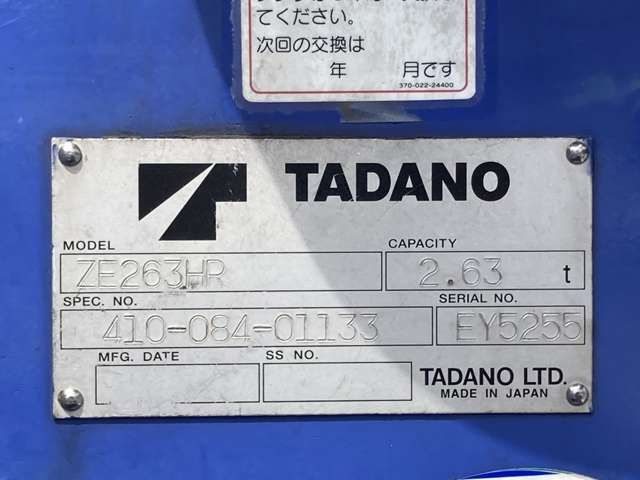 てください。
次回の交換は
年 月です
370-022-24400
TADANO
MODEL CAPACITY
ZE263HR 2.63 t
SPEC. NO. SERIAL NO.
410-084-01133 EY5255
MFG. DATE SS NO.
TADANO LTD.
MADE IN JAPAN